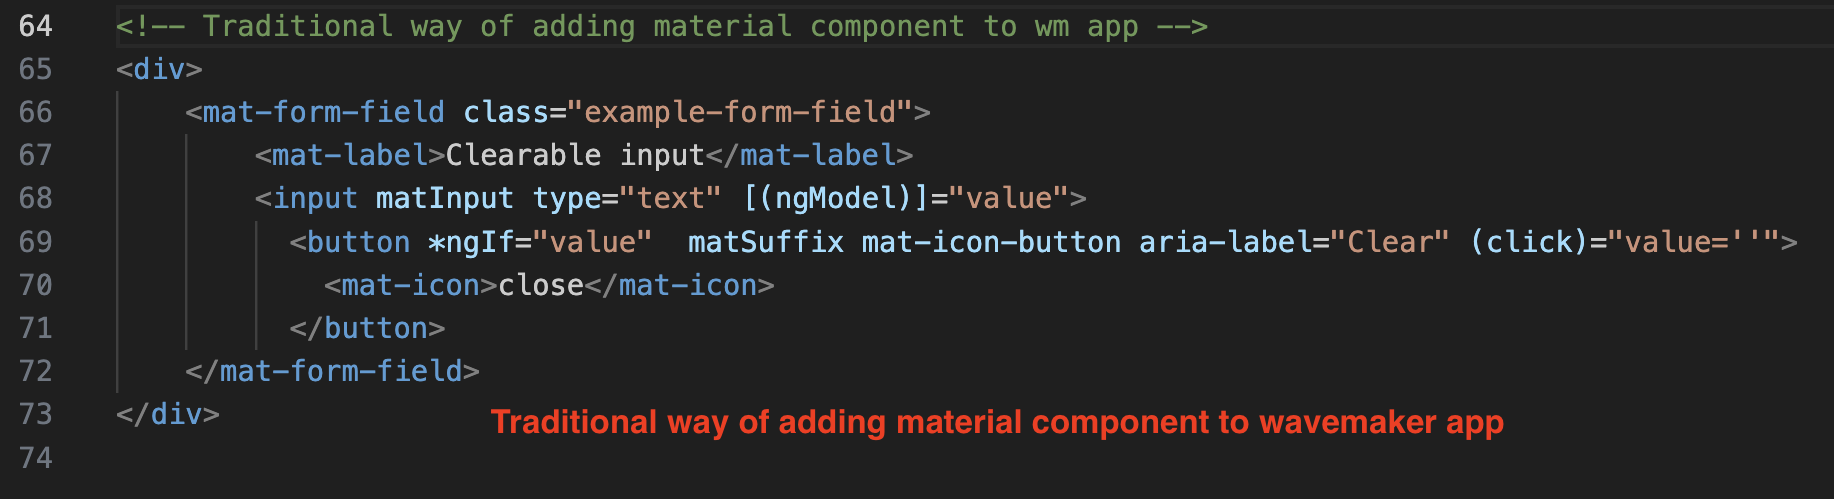 64 <!-- Traditional way of adding material component to wm app -->
65 <div>
66 <mat-form-field class="example-form-field">
67 <mat-label>Clearable input</mat-label>
68 <input matInput type="text" [(ngModel)]="value">
69 <button *ngIf="value"  matSuffix mat-icon-button aria-label="Clear" (click)="value=''">
70 <mat-icon>close</mat-icon>
71 </button>
72 </mat-form-field>
73 </div>
Traditional way of adding material component to wavemaker app
74